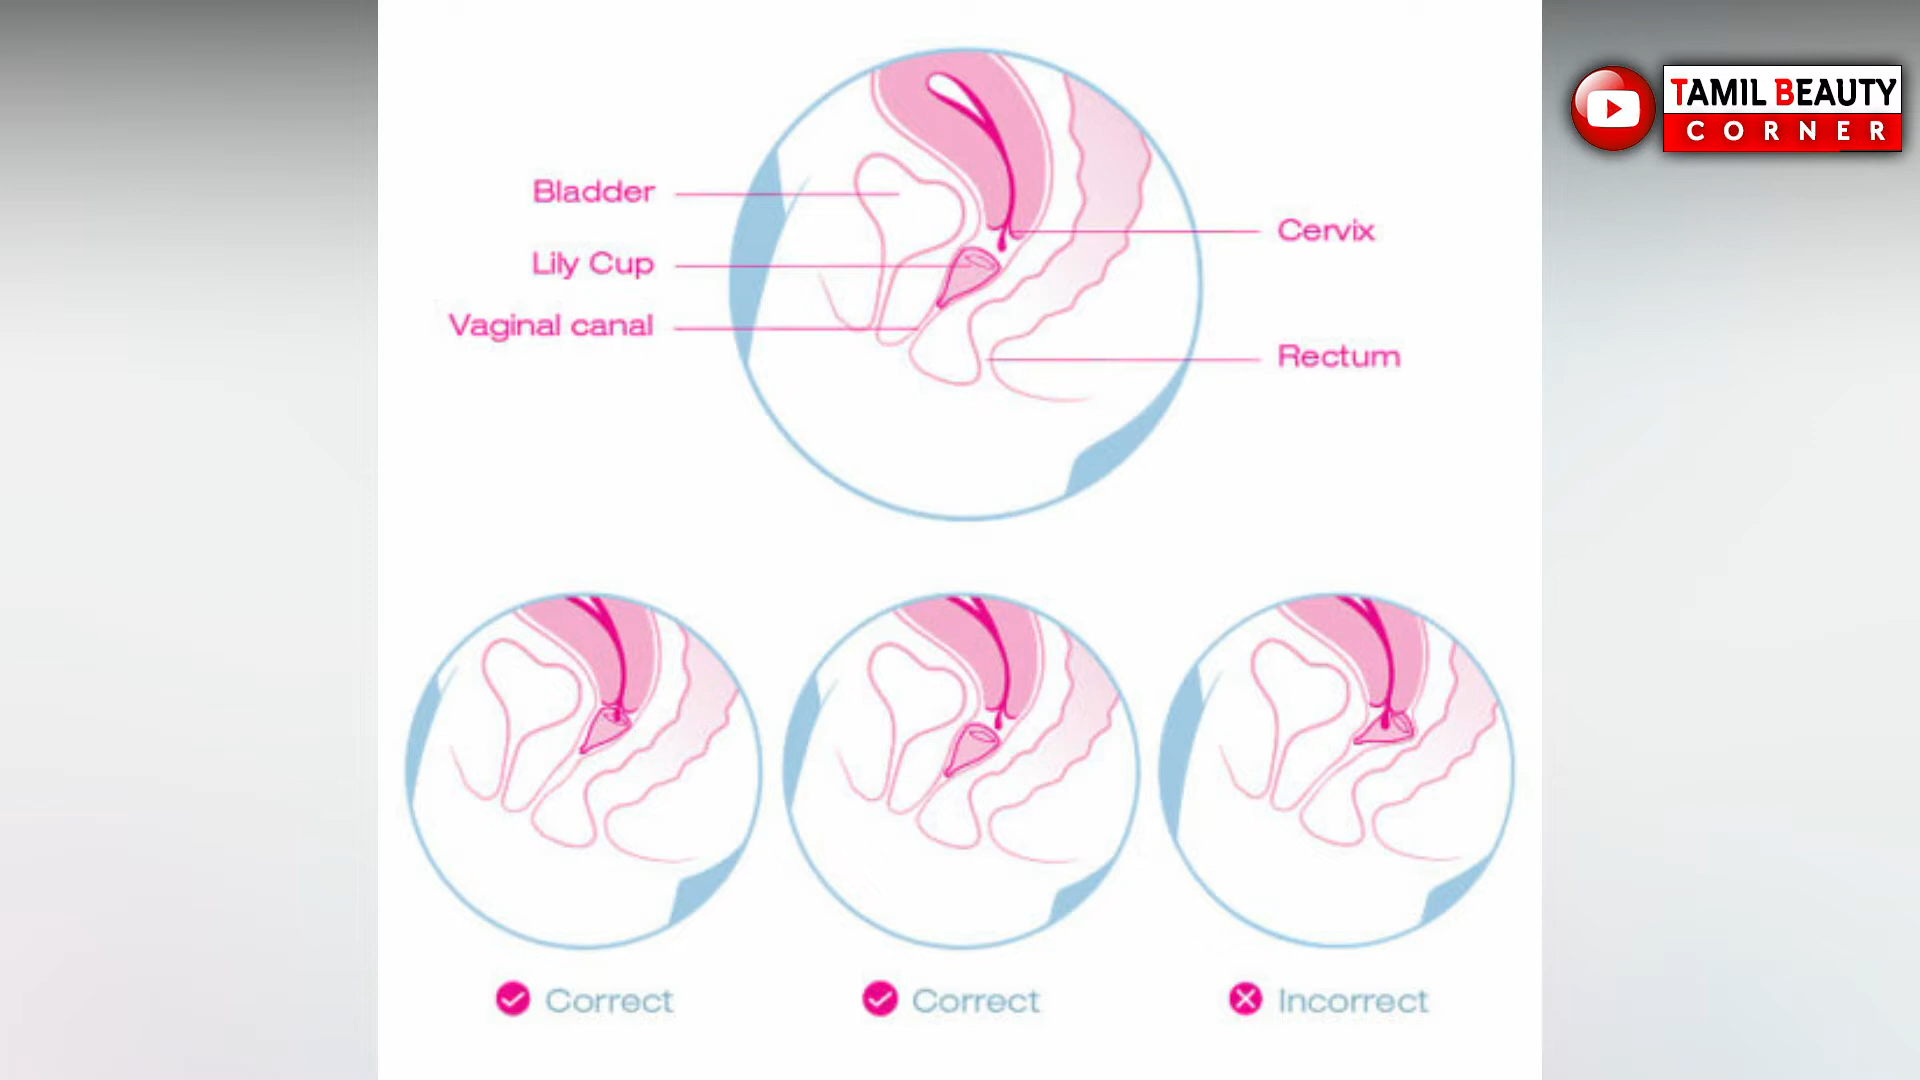 TAMIL BEAUTY
CORNER
Bladder
Cervix
Lily Cup
Vaginal canal
Rectum
Correct
Correct
Incorrect